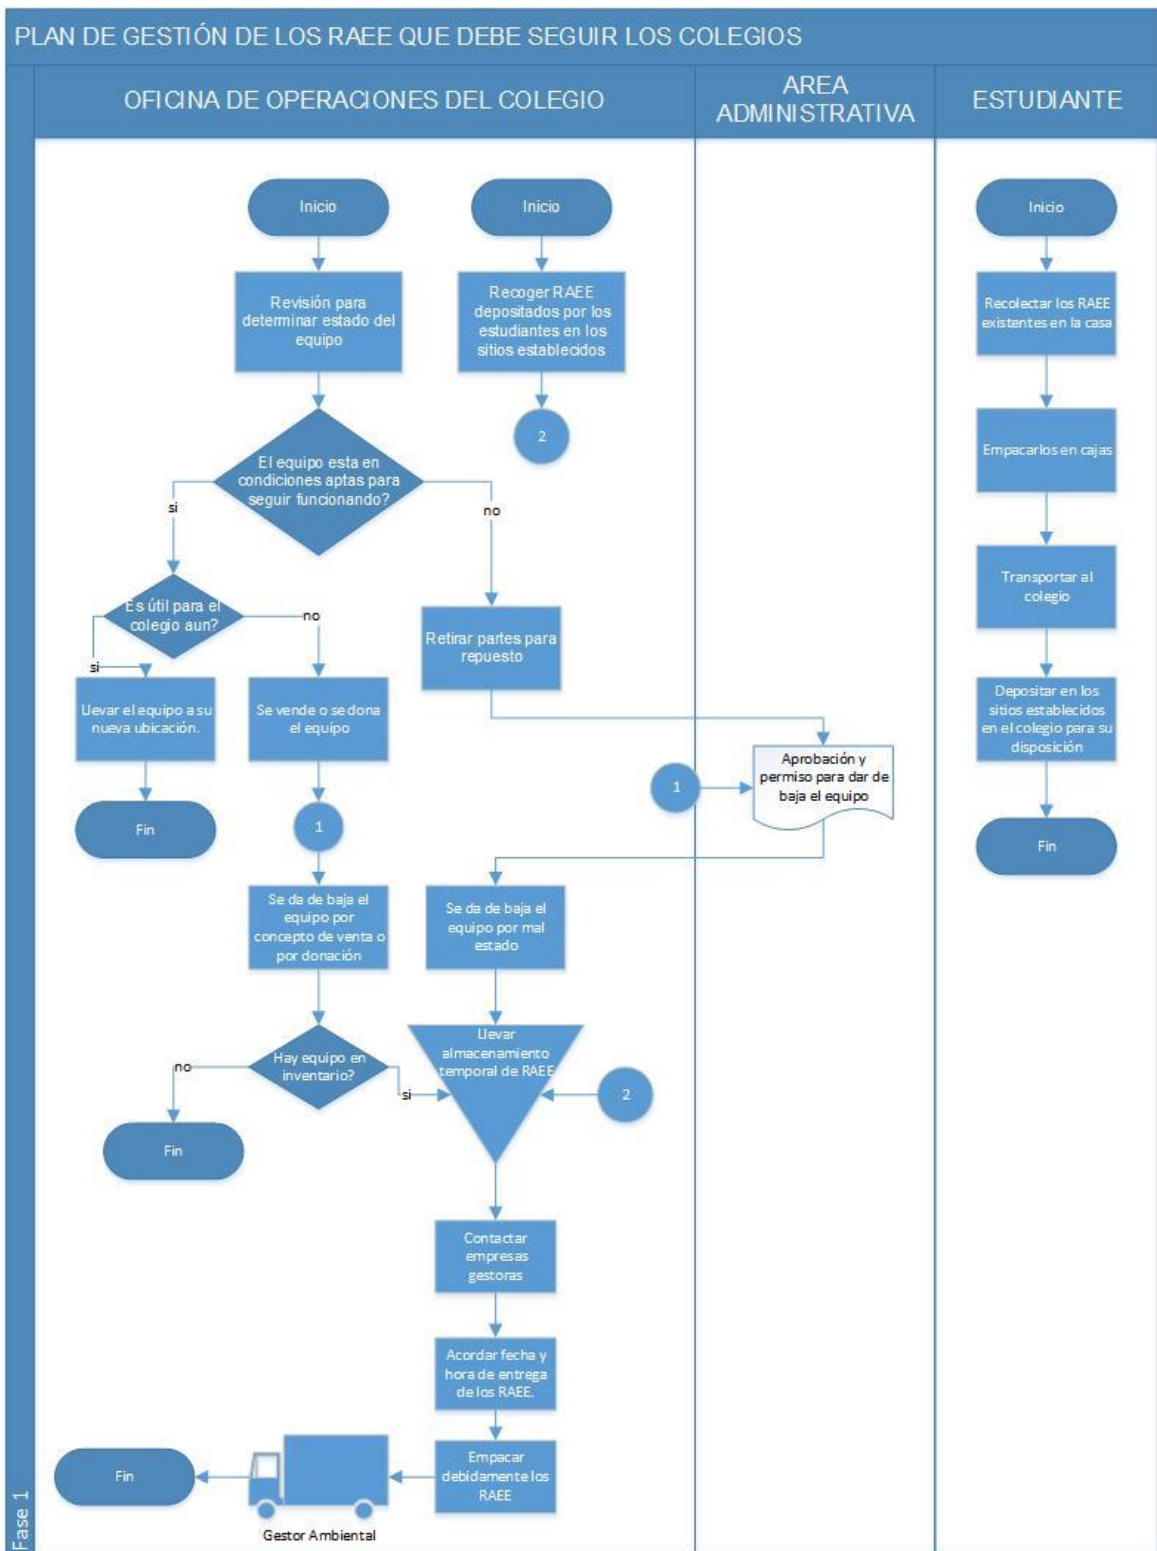 PLAN DE GESTIÓN DE LOS RAEE QUE DEBE SEGUIR LOS COLEGIOS
OFICINA DE OPERACIONES DEL COLEGIO
AREA
ADMINISTRATIVA
ESTUDIANTE
Fase 1
Inicio
Revisión para
determinar estado del
equipo
El equipo esta en
condiciones aptas para
seguir funcionando?
si
no
Es útil para el
colegio aun?
si
no
Llevar el equipo a su
nueva ubicación.
Fin
Se vende o se dona
el equipo
1
Se da de baja el
equipo por
concepto de venta o
por donación
Hay equipo en
inventario?
no
si
Fin
Inicio
Recoger RAEE
depositados por los
estudiantes en los
sitios establecidos
2
Retirar partes para
repuesto
1
Aprobación y
permiso para dar de
baja el equipo
Se da de baja el
equipo por mal
estado
Llevar
almacenamiento
temporal de RAEE
2
Contactar
empresas
gestoras
Acordar fecha y
hora de entrega
de los RAEE.
Empacar
debidamente los
RAEE
Gestor Ambiental
Fin
Inicio
Recolectar los RAEE
existentes en la casa
Empacarlos en cajas
Transportar al
colegio
Depositar en los
sitios establecidos
en el colegio para su
disposición
Fin